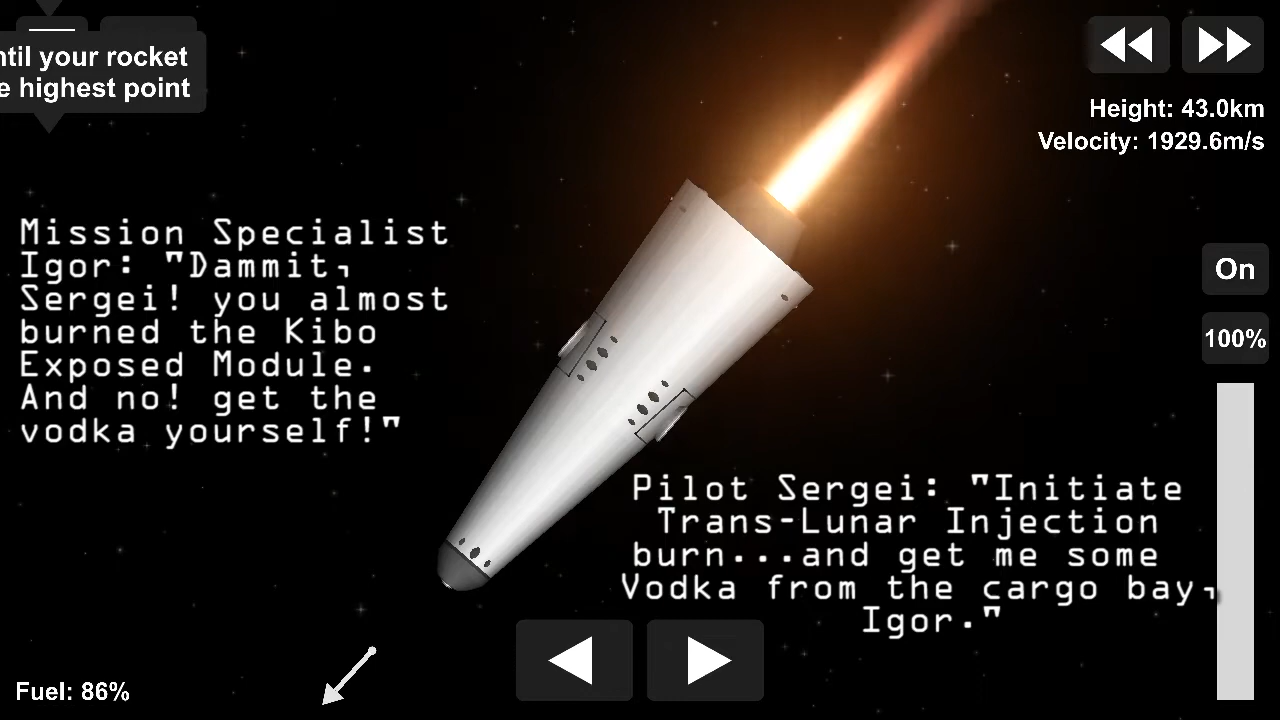 ntil your rocket
e highest point
Height: 43.0km
Velocity: 1929.6m/s
Mission Specialist
Igor: "Dammit,
Sergei! you almost
burned the Kibo
Exposed Module.
And no! get the
vodka yourself!"
On
100%
Pilot Sergei: "Initiate
Trans-Lunar Injection
burn...and get me some
Vodka from the cargo bay,
Igor."
Fuel: 86%